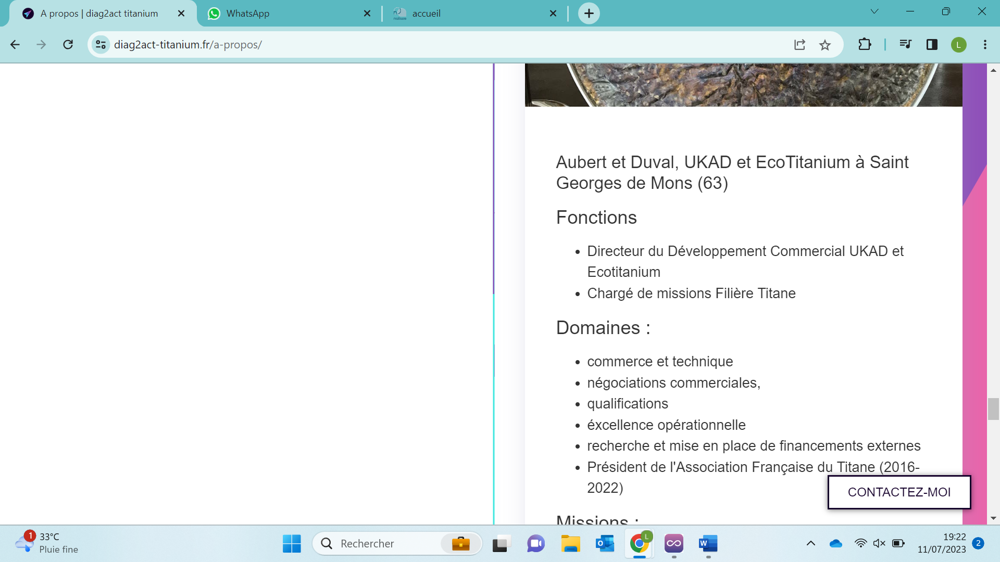 A propos | diag2act titanium
WhatsApp
accueil
diag2act-titanium.fr/a-propos/
L
Aubert et Duval, UKAD et EcoTitanium à Saint
Georges de Mons (63)
Fonctions
Directeur du Développement Commercial UKAD et
Ecotitanium
Chargé de missions Filière Titane
Domaines :
commerce et technique
négociations commerciales,
qualifications
éxcellence opérationnelle
recherche et mise en place de financements externes
Président de l'Association Française du Titane (2016-
2022)
CONTACTEZ-MOI
Missions :
1
33°C
Pluie fine
Rechercher
L
19:22
11/07/2023
2